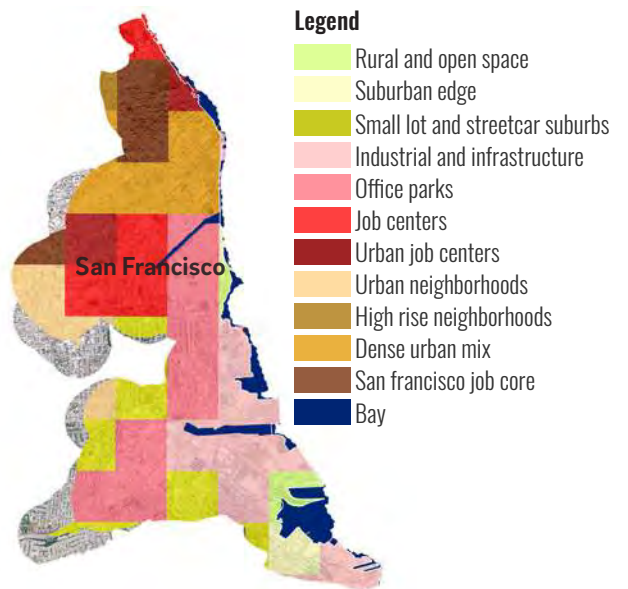 Legend
Rural and open space
Suburban edge
Small lot and streetcar suburbs
Industrial and infrastructure
Office parks
Job centers
Urban job centers
Urban neighborhoods
High rise neighborhoods
Dense urban mix
San francisco job core
Bay
San Francisco